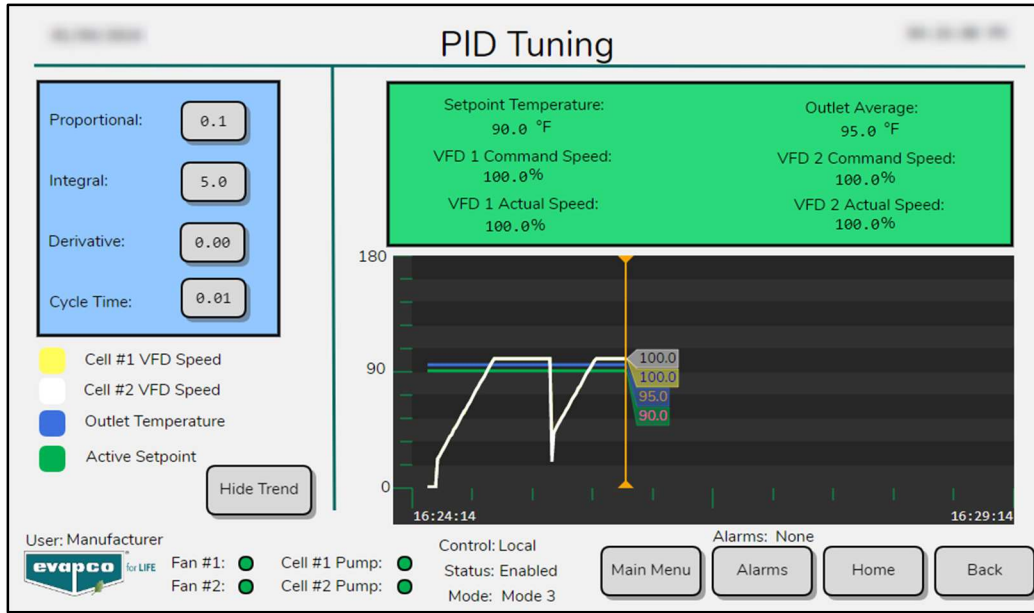 PID Tuning
Proportional: 0.1
Integral: 5.0
Derivative: 0.00
Cycle Time: 0.01
Cell #1 VFD Speed
Cell #2 VFD Speed
Outlet Temperature
Active Setpoint
Hide Trend
Setpoint Temperature:
90.0 °F
Outlet Average:
95.0 °F
VFD 1 Command Speed:
100.0%
VFD 2 Command Speed:
100.0%
VFD 1 Actual Speed:
100.0%
VFD 2 Actual Speed:
100.0%
180
90
0
100.0
100.0
95.0
90.0
16:24:14
16:29:14
User: Manufacturer
evapco for LIFE
Fan #1:
Fan #2:
Cell #1 Pump:
Cell #2 Pump:
Control: Local
Status: Enabled
Mode: Mode 3
Alarms: None
Main Menu
Alarms
Home
Back